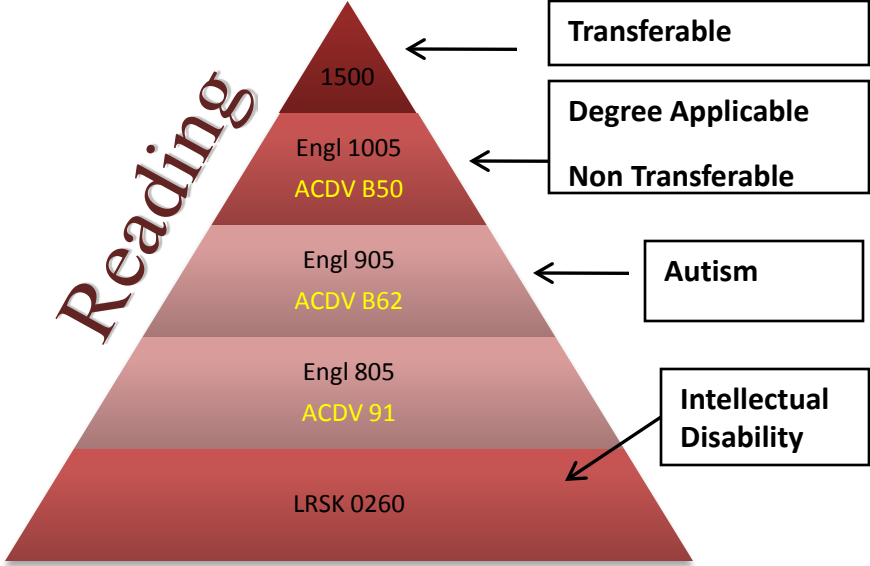 Reading
1500
Transferable
Engl 1005
ACDV B50
Degree Applicable
Non Transferable
Engl 905
ACDV B62
Autism
Engl 805
ACDV 91
Intellectual
Disability
LRSK 0260